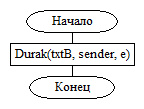 Начало
Durak(txtB, sender, e)
Конец